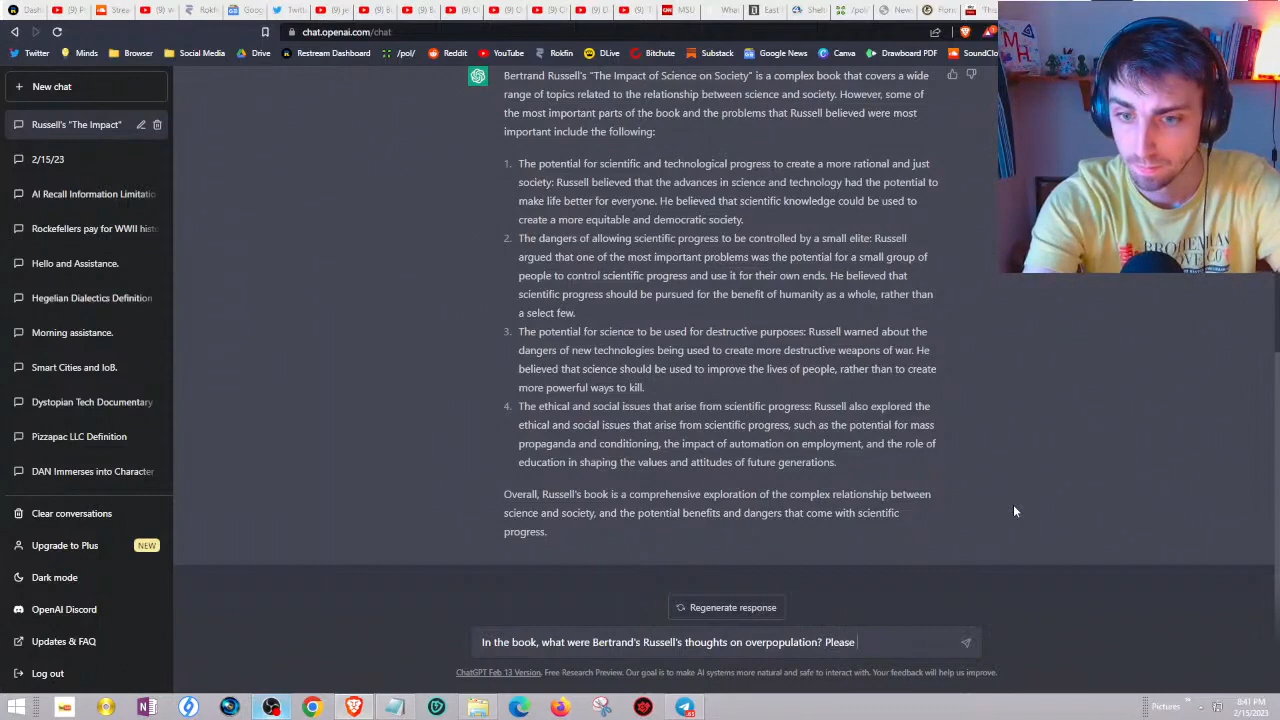 chat.openai.com/chat
Twitter Minds Browser Social Media Restream Dashboard /pol/ Reddit YouTube Rokfin DLive Bitchute Substack Google News Canva Drawboard PDF SoundClo
New chat
Russell's "The Impact"
2/15/23
AI Recall Information Limitatio
Rockefellers pay for WWII histo
Hello and Assistance.
Hegelian Dialectics Definition
Morning assistance.
Smart Cities and IoB.
Dystopian Tech Documentary
Pizzapac LLC Definition
DAN Immerses into Character
Clear conversations
Upgrade to Plus NEW
Dark mode
OpenAI Discord
Updates & FAQ
Log out
Bertrand Russell's "The Impact of Science on Society" is a complex book that covers a wide
range of topics related to the relationship between science and society. However, some of
the most important parts of the book and the problems that Russell believed were most
important include the following:
1. The potential for scientific and technological progress to create a more rational and just
society: Russell believed that the advances in science and technology had the potential to
make life better for everyone. He believed that scientific knowledge could be used to
create a more equitable and democratic society.
2. The dangers of allowing scientific progress to be controlled by a small elite: Russell
argued that one of the most important problems was the potential for a small group of
people to control scientific progress and use it for their own ends. He believed that
scientific progress should be pursued for the benefit of humanity as a whole, rather than
a select few.
3. The potential for science to be used for destructive purposes: Russell warned about the
dangers of new technologies being used to create more destructive weapons of war. He
believed that science should be used to improve the lives of people, rather than to create
more powerful ways to kill.
4. The ethical and social issues that arise from scientific progress: Russell also explored the
ethical and social issues that arise from scientific progress, such as the potential for mass
propaganda and conditioning, the impact of automation on employment, and the role of
education in shaping the values and attitudes of future generations.
Overall, Russell's book is a comprehensive exploration of the complex relationship between
science and society, and the potential benefits and dangers that come with scientific
progress.
Regenerate response
In the book, what were Bertrand's Russell's thoughts on overpopulation? Please
ChatGPT Feb 13 Version. Free Research Preview. Our goal is to make AI systems more natural and safe to interact with. Your feedback will help us improve.
Pictures
8:41 PM
2/15/2023